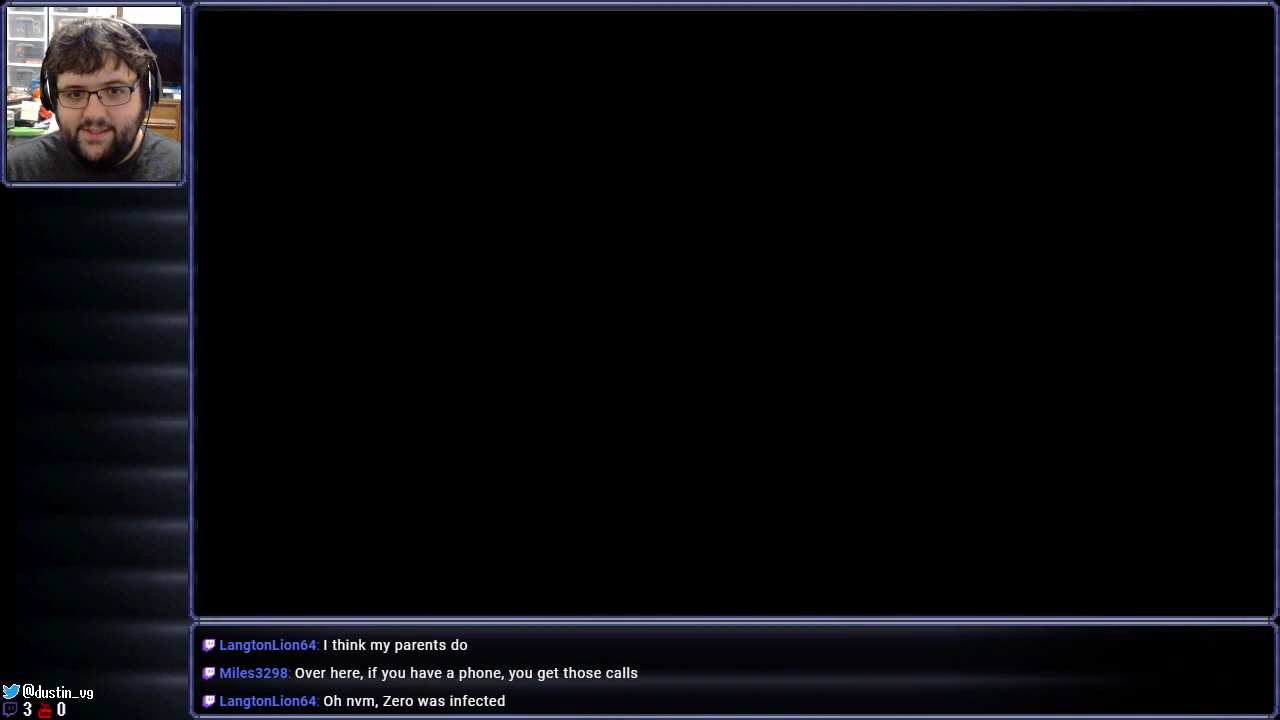 LangtonLion64: I think my parents do
Miles3298: Over here, if you have a phone, you get those calls
LangtonLion64: Oh nvm, Zero was infected
@dustin_vg
3 0